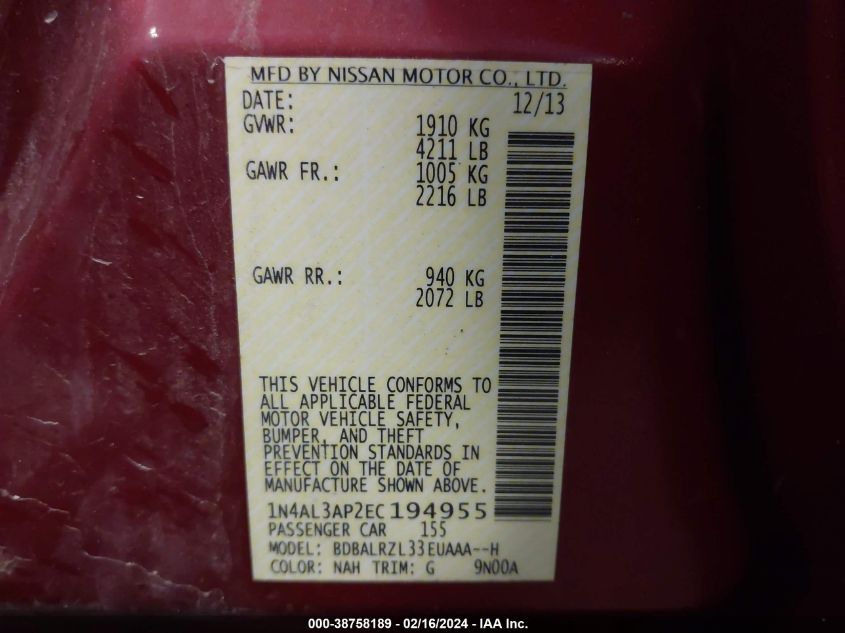 MFD BY NISSAN MOTOR CO., LTD.
DATE: 12/13
GVWR: 1910 KG
4211 LB
GAWR FR.: 1005 KG
2216 LB
GAWR RR.: 940 KG
2072 LB
THIS VEHICLE CONFORMS TO
ALL APPLICABLE FEDERAL
MOTOR VEHICLE SAFETY,
BUMPER, AND THEFT
PREVENTION STANDARDS IN
EFFECT ON THE DATE OF
MANUFACTURE SHOWN ABOVE.
1N4AL3AP2EC194955
PASSENGER CAR 155
MODEL: BDBALRZL33EUAAA--H
COLOR: NAH TRIM: G 9N00A
000-38758189 - 02/16/2024 - IAA Inc.